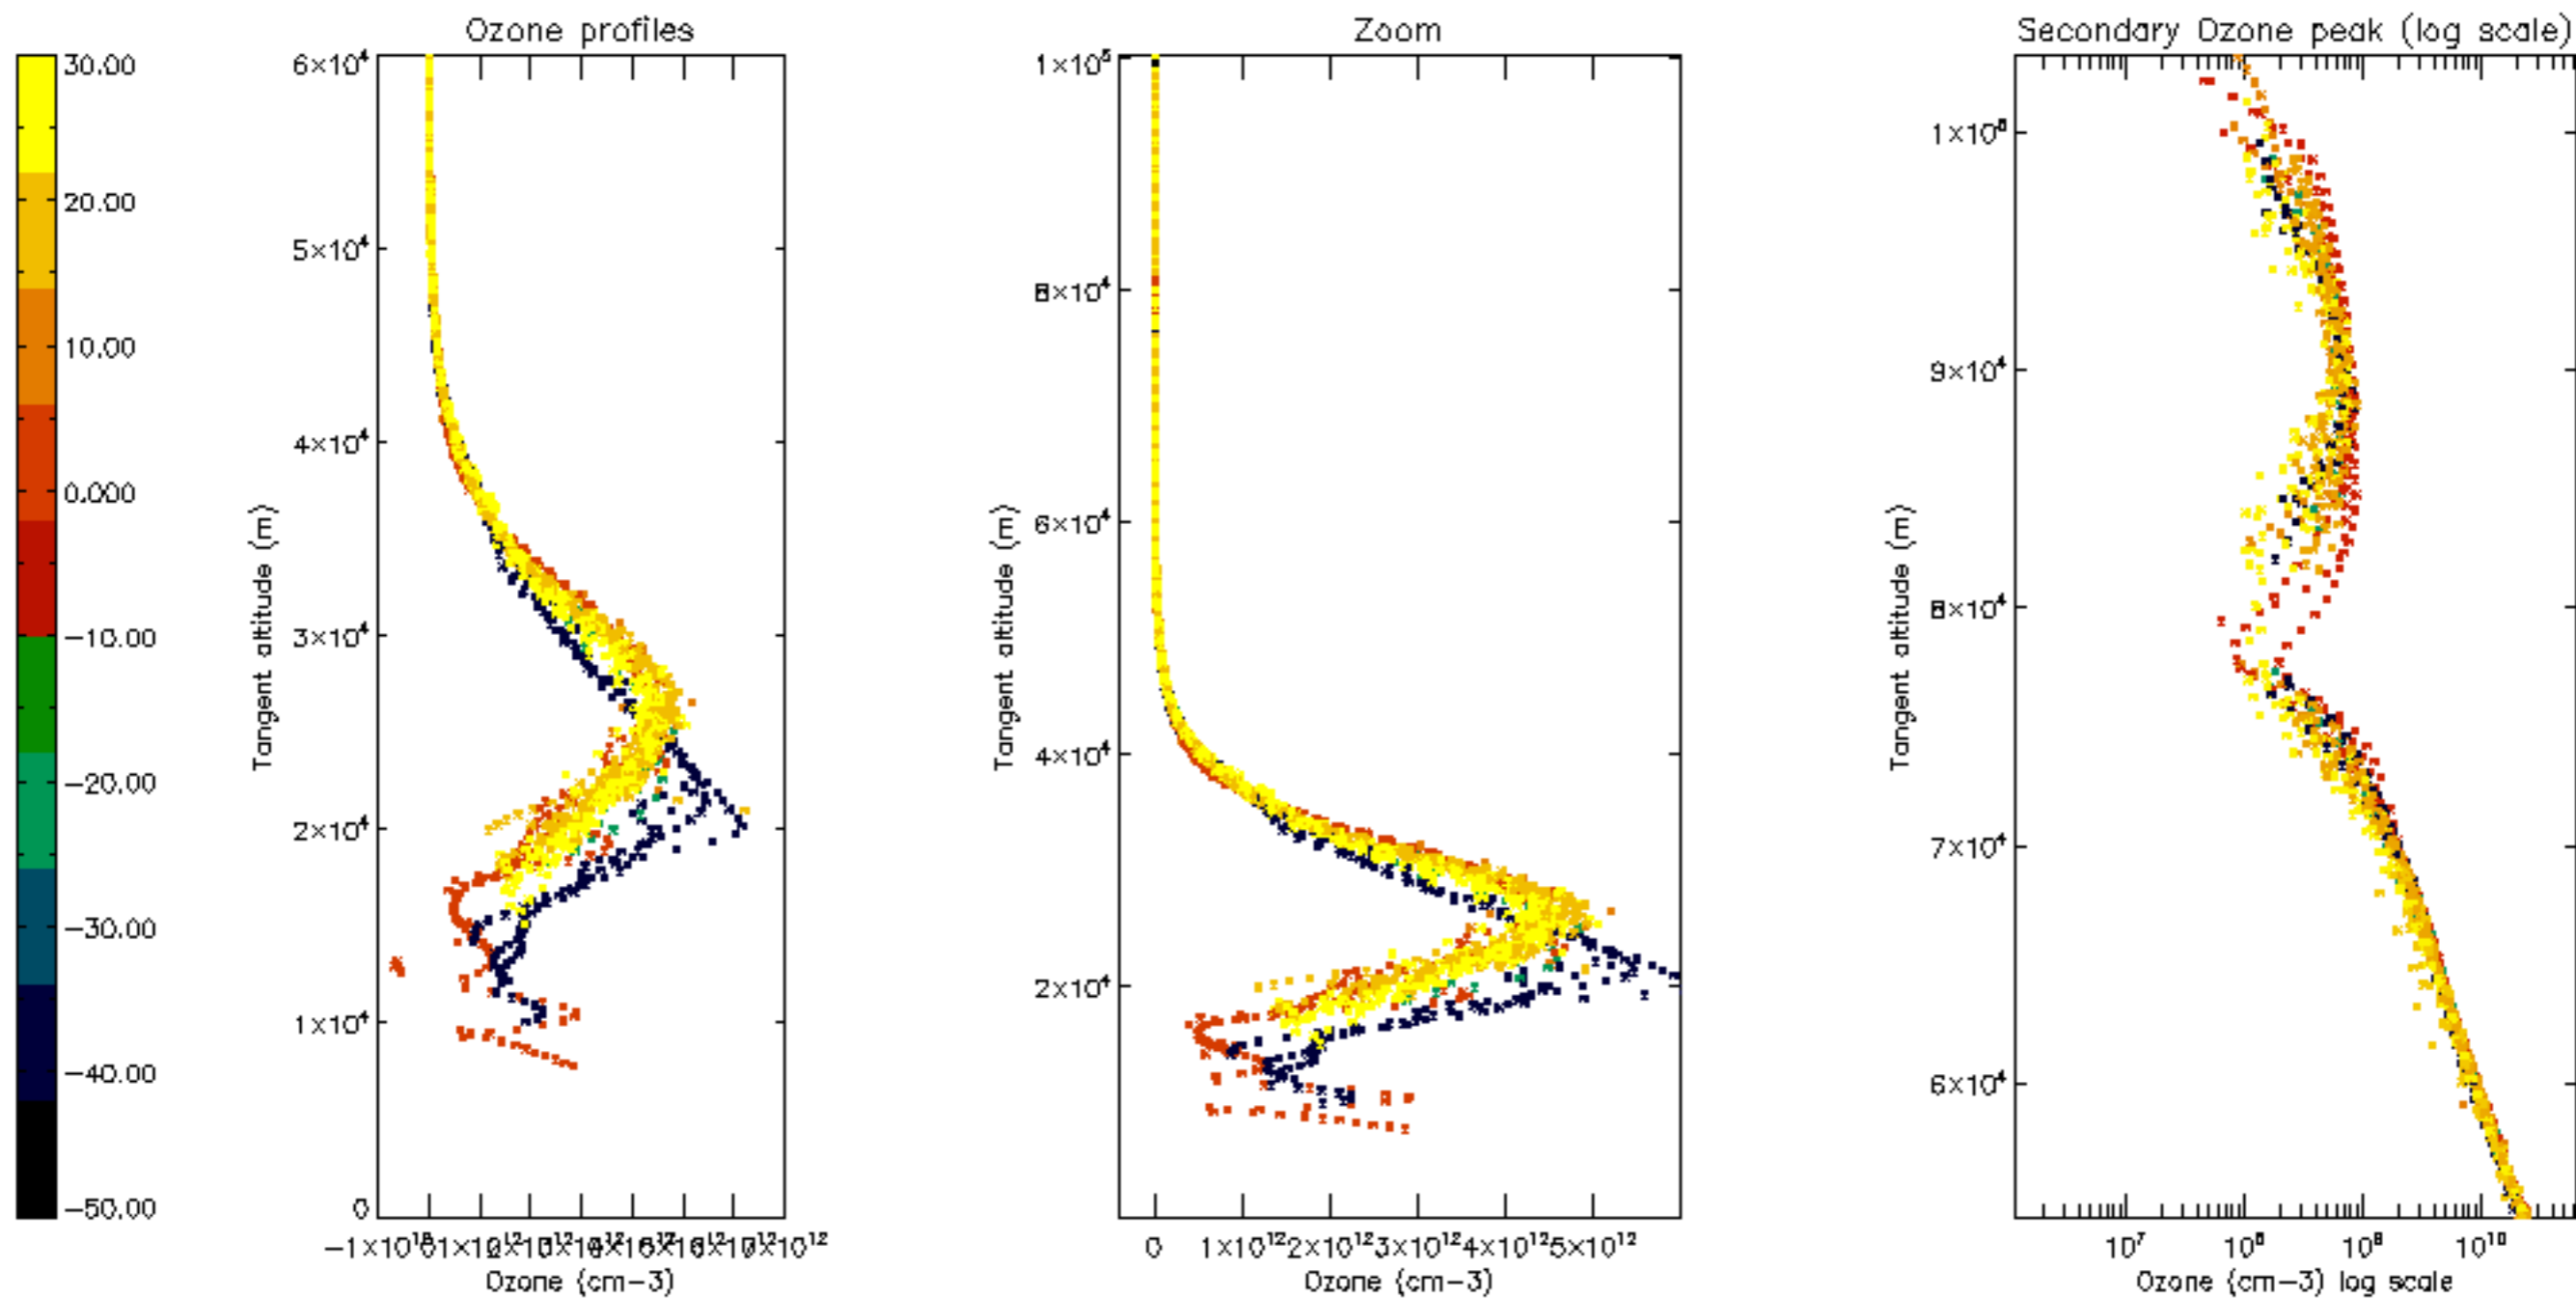 Ozone profiles
Zoom
Secondary Ozone peak (log scale)
30.00
20.00
10.00
0.000
-10.00
-20.00
-30.00
-40.00
-50.00
6×10⁴
5×10⁴
4×10⁴
3×10⁴
2×10⁴
1×10⁴
0
Tangent altitude (m)
Ozone (cm-3)
1×10⁵
8×10⁴
6×10⁴
4×10⁴
2×10⁴
Tangent altitude (m)
0 1×10¹² 2×10¹² 3×10¹² 4×10¹² 5×10¹²
Ozone (cm-3)
9×10⁴
8×10⁴
7×10⁴
6×10⁴
Tangent altitude (m)
10⁷ 10⁸ 10⁹ 10¹⁰
Ozone (cm-3) log scale